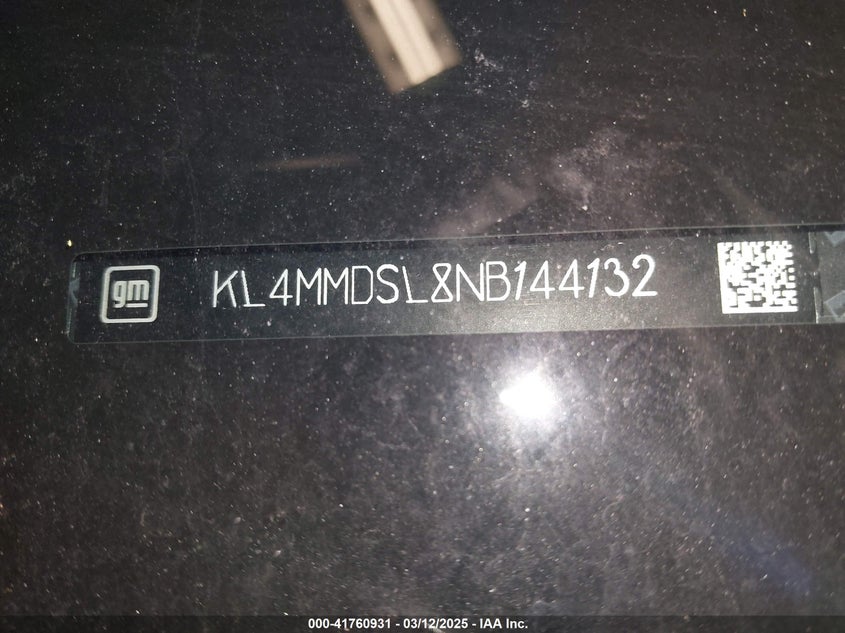 gm KL4MMDSL8NB144132
000-41760931 - 03/12/2025 - IAA Inc.